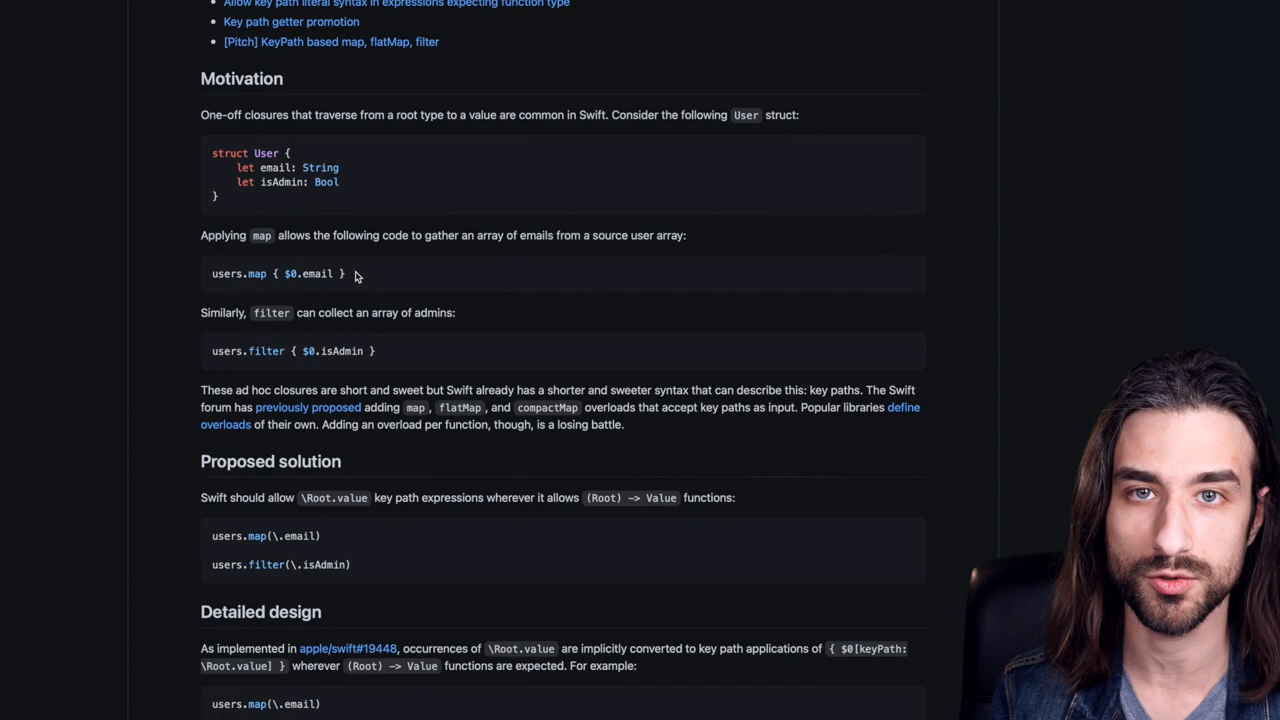 Allow key path literal syntax in expressions expecting function type
Key path getter promotion
[Pitch] KeyPath based map, flatMap, filter
Motivation
One-off closures that traverse from a root type to a value are common in Swift. Consider the following User struct:
struct User {
    let email: String
    let isAdmin: Bool
}
Applying map allows the following code to gather an array of emails from a source user array:
users.map { $0.email }
Similarly, filter can collect an array of admins:
users.filter { $0.isAdmin }
These ad hoc closures are short and sweet but Swift already has a shorter and sweeter syntax that can describe this: key paths. The Swift
forum has previously proposed adding map, flatMap, and compactMap overloads that accept key paths as input. Popular libraries define
overloads of their own. Adding an overload per function, though, is a losing battle.
Proposed solution
Swift should allow \Root.value key path expressions wherever it allows (Root) -> Value functions:
users.map(\.email)
users.filter(\.isAdmin)
Detailed design
As implemented in apple/swift#19448, occurrences of \Root.value are implicitly converted to key path applications of { $0[keyPath:
\Root.value] } wherever (Root) -> Value functions are expected. For example:
users.map(\.email)